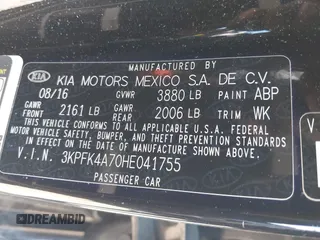 MANUFACTURED BY
KIA KIA MOTORS MEXICO S.A. DE C.V.
08/16 GVWR 3880 LB PAINT ABP
GAWR FRONT 2161 LB GAWR REAR 2006 LB TRIM WK
THIS VEHICLE CONFORMS TO ALL APPLICABLE U.S. FEDERAL
MOTOR VEHICLE SAFETY, BUMPER, AND THEFT PREVENTION STANDARDS
IN EFFECT ON THE DATE OF MANUFACTURE SHOWN ABOVE.
V.I.N. 3KPFK4A70HE041755
PASSENGER CAR
DREAMBID